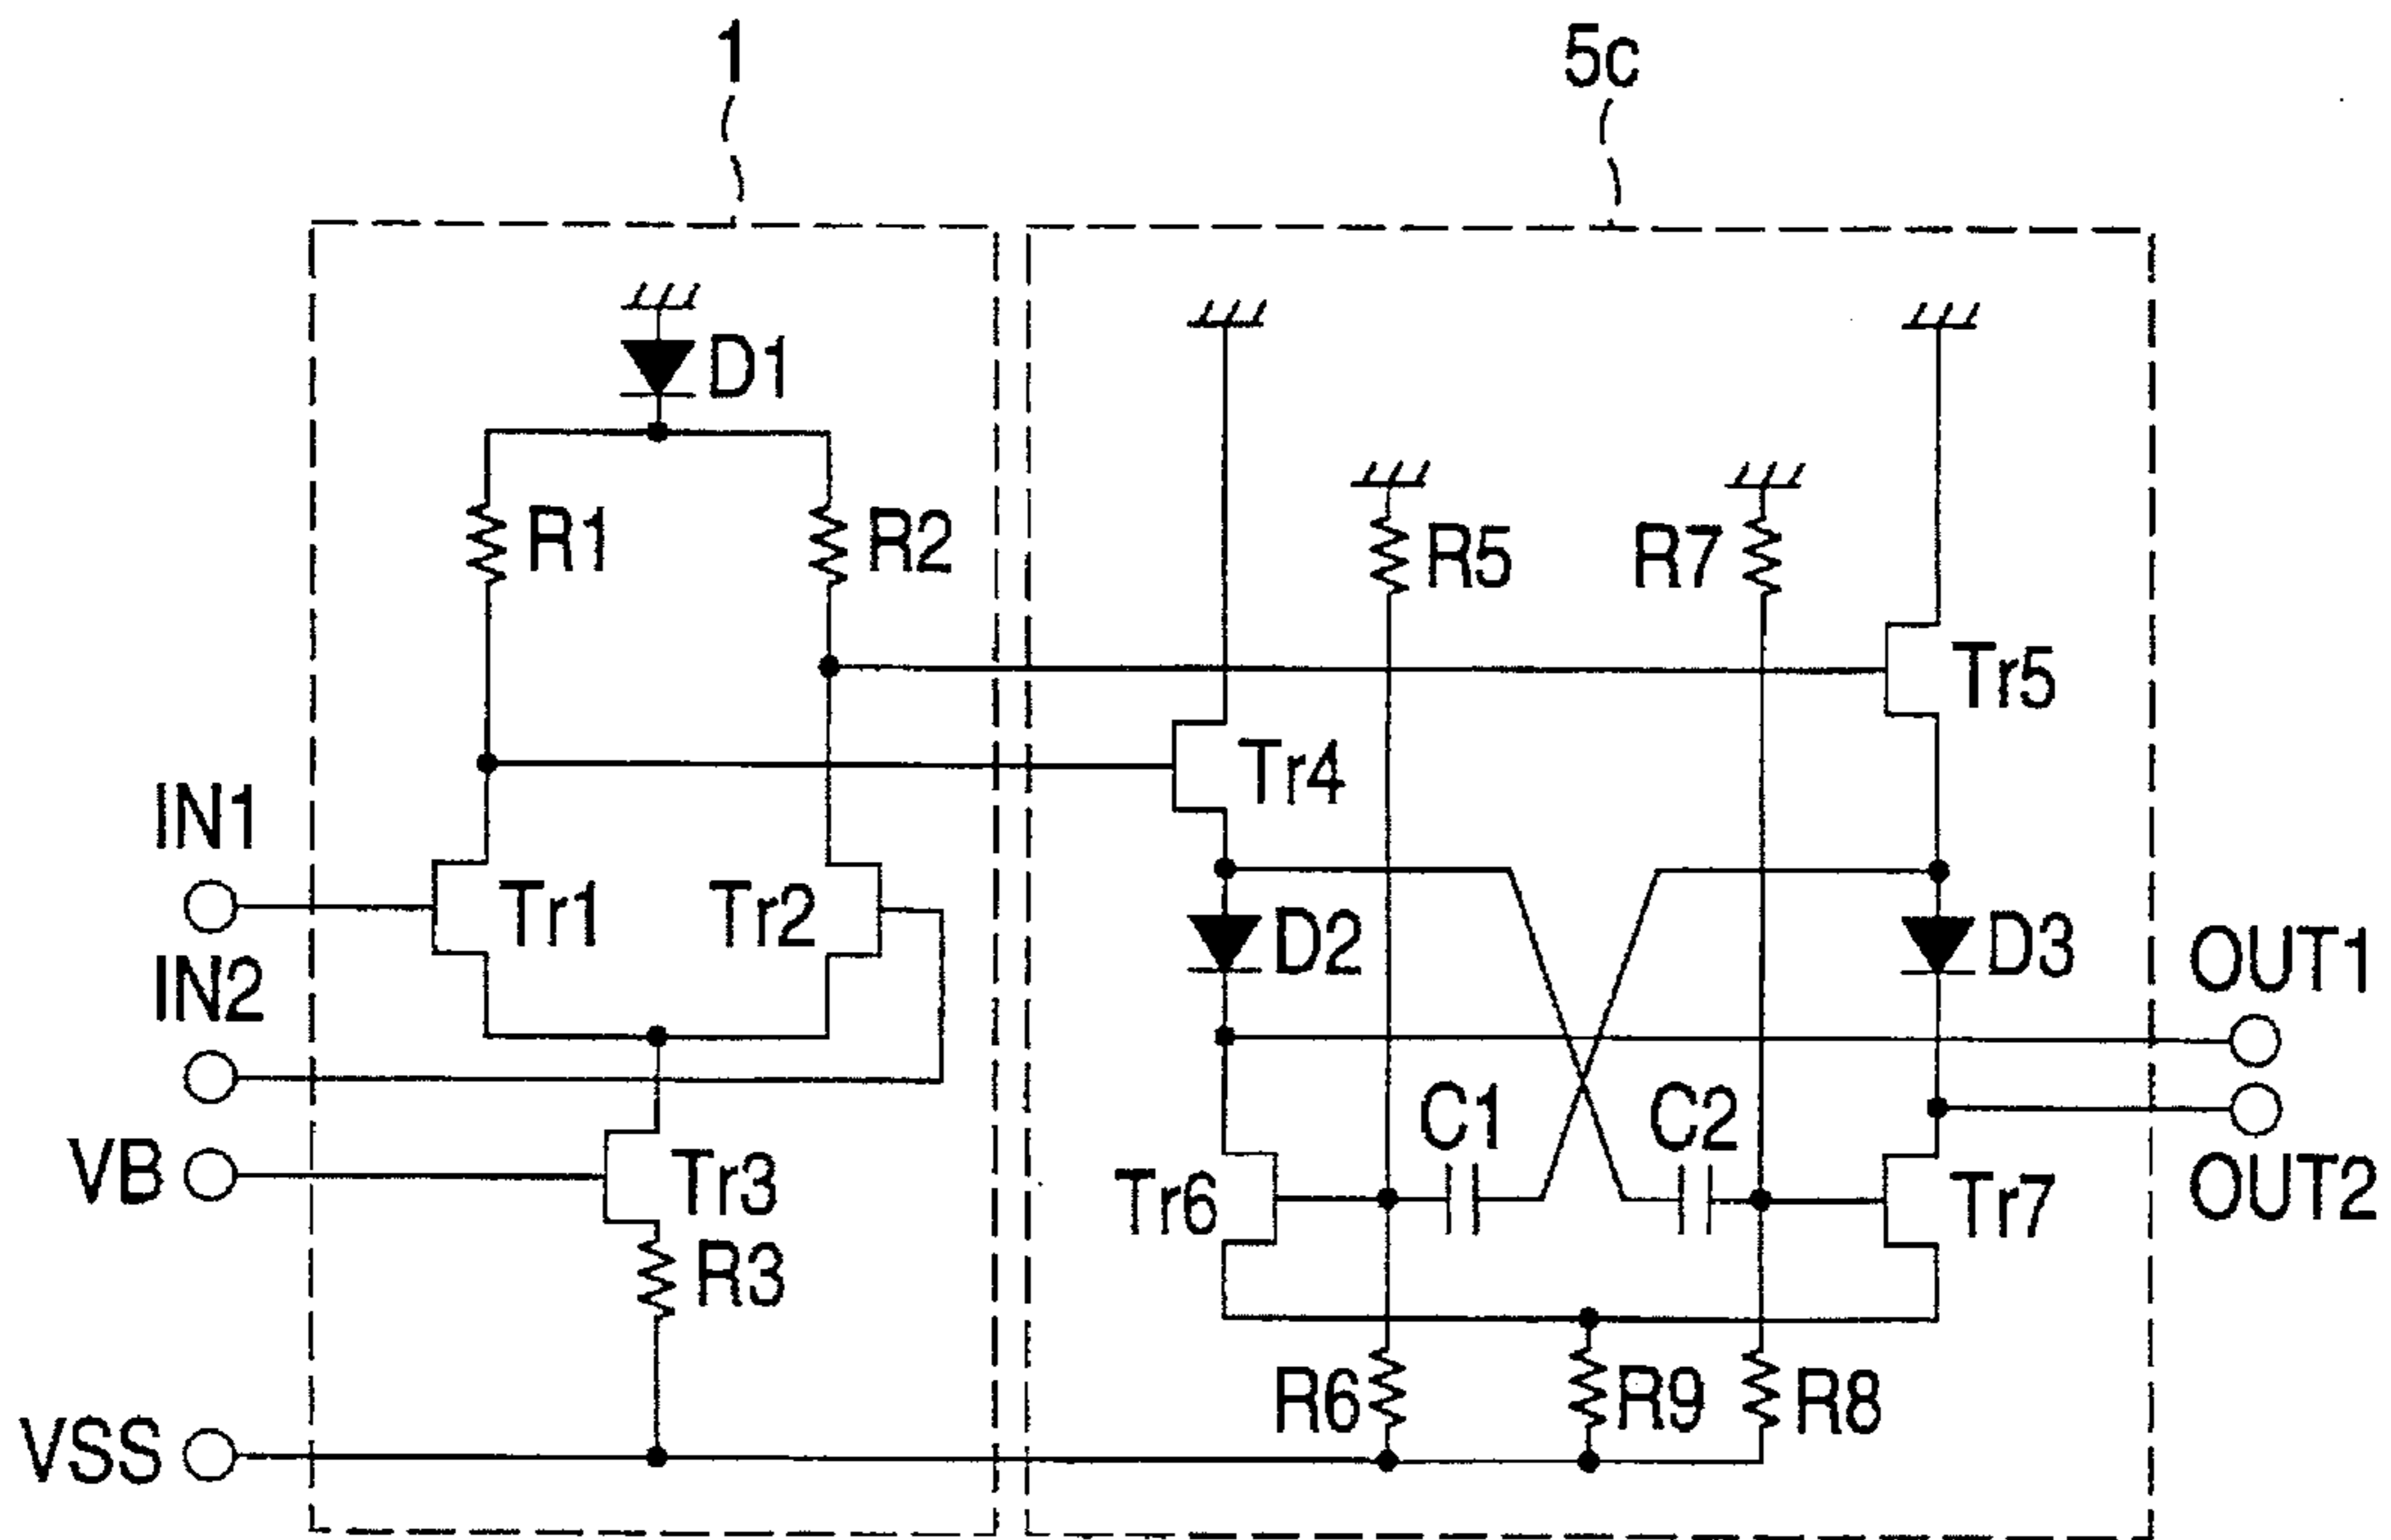 1
5c
D1
R1
R2
R5
R7
Tr5
Tr4
IN1
Tr1
Tr2
D2
D3
OUT1
IN2
C1
C2
VB
Tr3
Tr6
Tr7
OUT2
R3
R6
R9
R8
VSS